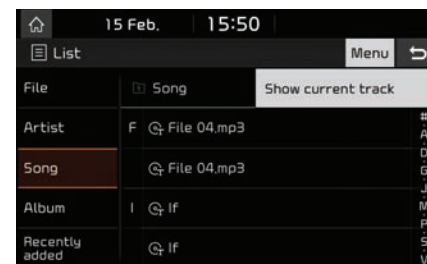 15 Feb. 15:50
List Menu
File Song Show current track
Artist F File 04.mp3
Song File 04.mp3
Album I If
Recently added If
#
A
D
G
J
M
P
S
V